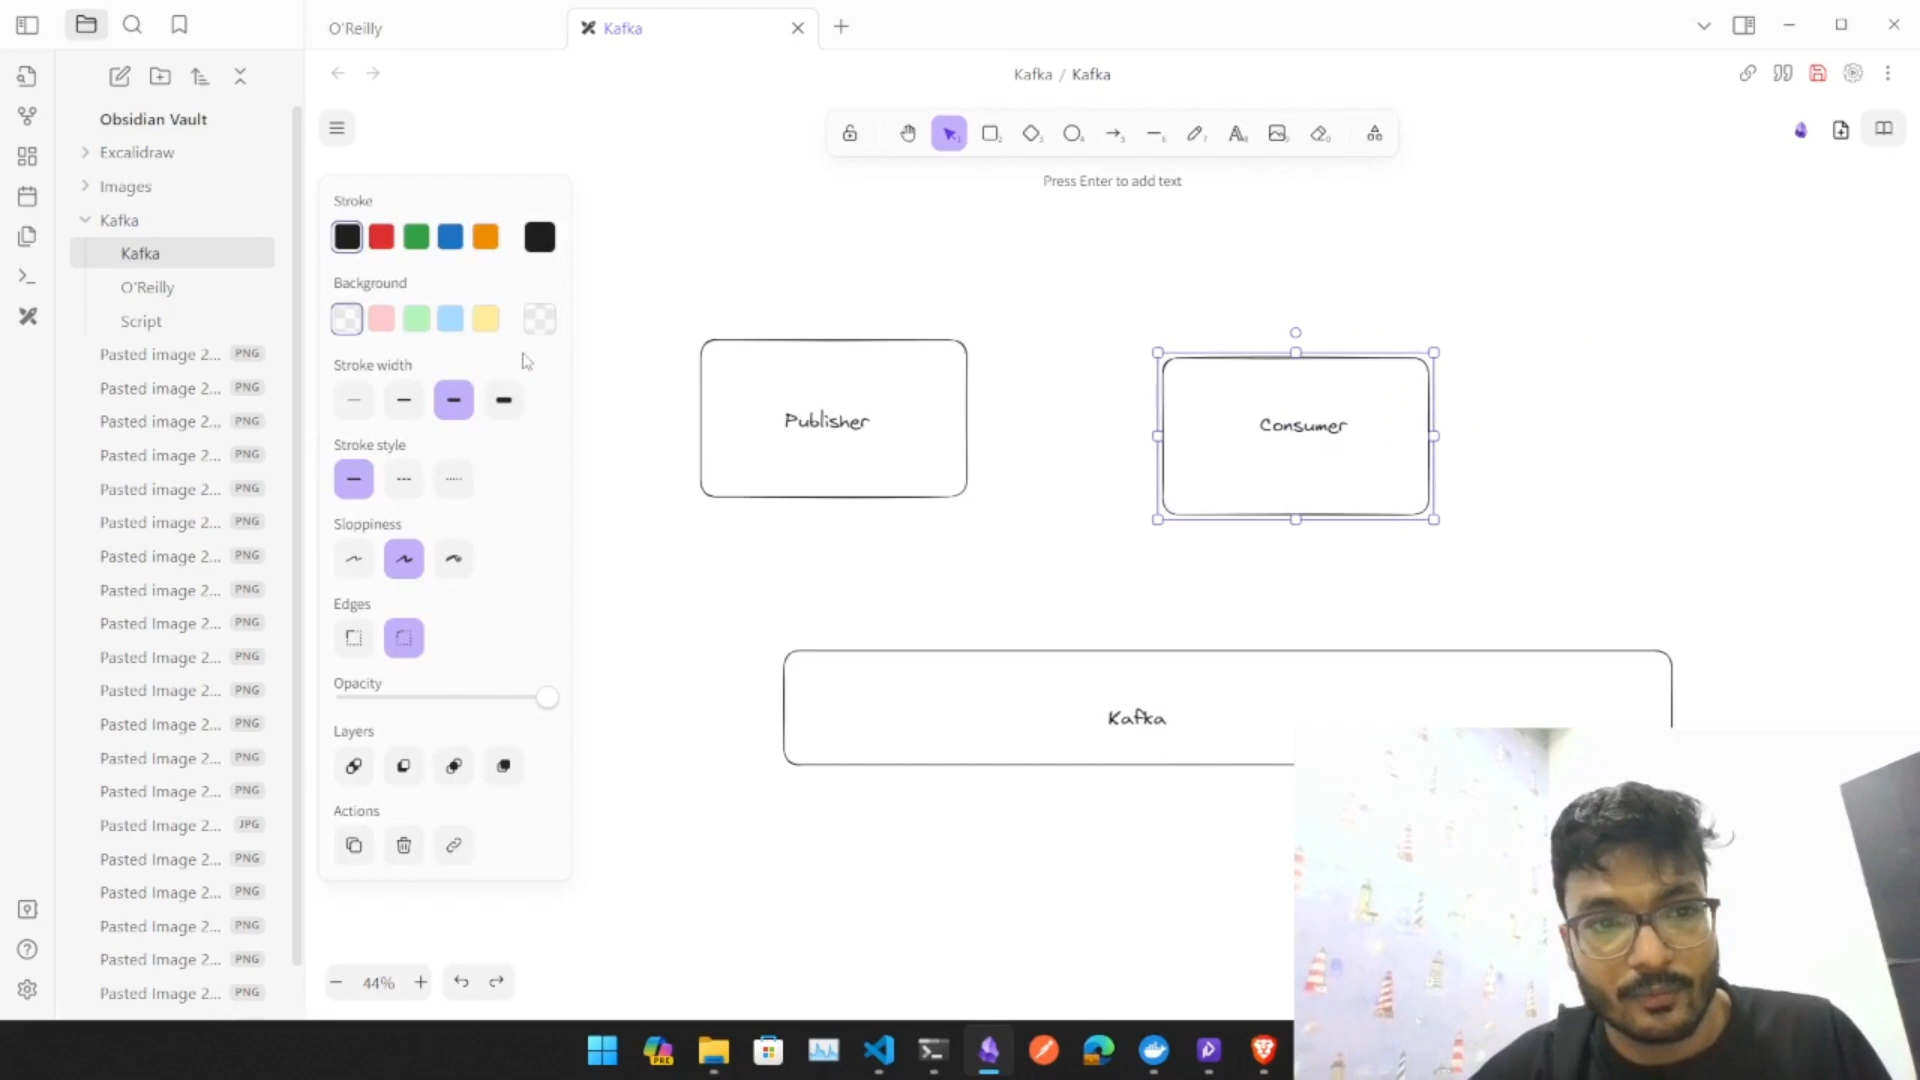 O'Reilly
Kafka
Kafka / Kafka
Obsidian Vault
Excalidraw
Images
Kafka
Kafka
O'Reilly
Script
Pasted image 2... PNG
Pasted image 2... PNG
Pasted image 2... PNG
Pasted image 2... PNG
Pasted image 2... PNG
Pasted image 2... PNG
Pasted image 2... PNG
Pasted image 2... PNG
Pasted Image 2... PNG
Pasted Image 2... PNG
Pasted Image 2... PNG
Pasted Image 2... PNG
Pasted Image 2... PNG
Pasted Image 2... PNG
Pasted Image 2... JPG
Pasted Image 2... PNG
Pasted Image 2... PNG
Pasted Image 2... PNG
Pasted Image 2... PNG
Pasted Image 2... PNG
Stroke
Background
Stroke width
Stroke style
Sloppiness
Edges
Opacity
Layers
Actions
44%
Press Enter to add text
Publisher
Consumer
Kafka
PRE